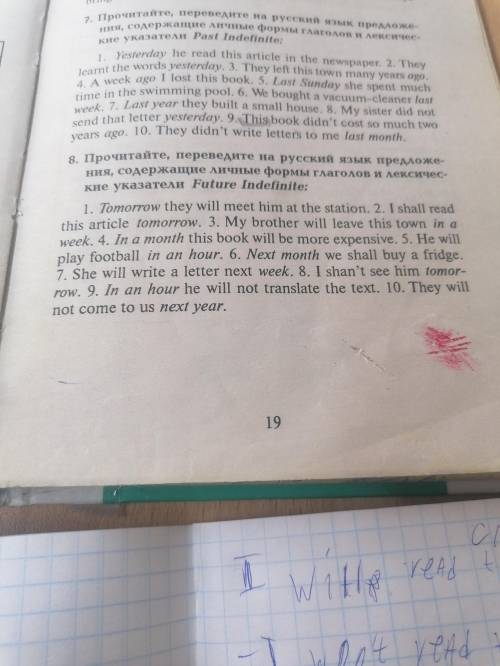 7. Прочитайте, переведите на русский язык предложе-
ния, содержащие личные формы глаголов и лексичес-
кие указатели Past Indefinite:
1. Yesterday he read this article in the newspaper. 2. They
learnt the words yesterday. 3. They left this town many years ago.
4. A week ago I lost this book. 5. Last Sunday she spent much
time in the swimming pool. 6. We bought a vacuum-cleaner last
week. 7. Last year they built a small house. 8. My sister did not
send that letter yesterday. 9. This book didn't cost so much two
years ago. 10. They didn't write letters to me last month.
8. Прочитайте, переведите на русский язык предложе-
ния, содержащие личные формы глаголов и лексичес-
кие указатели Future Indefinite:
1. Tomorrow they will meet him at the station. 2. I shall read
this article tomorrow. 3. My brother will leave this town in a
week. 4. In a month this book will be more expensive. 5. He will
play football in an hour. 6. Next month we shall buy a fridge.
7. She will write a letter next week. 8. I shan't see him tomor-
row. 9. In an hour he will not translate the text. 10. They will
not come to us next year.
19
read
- I won't read